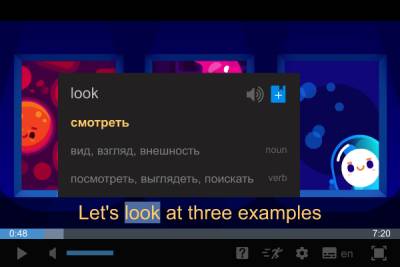 look
смотреть
вид, взгляд, внешность noun
посмотреть, выглядеть, поискать verb
Let's look at three examples
0:48 7:20
en